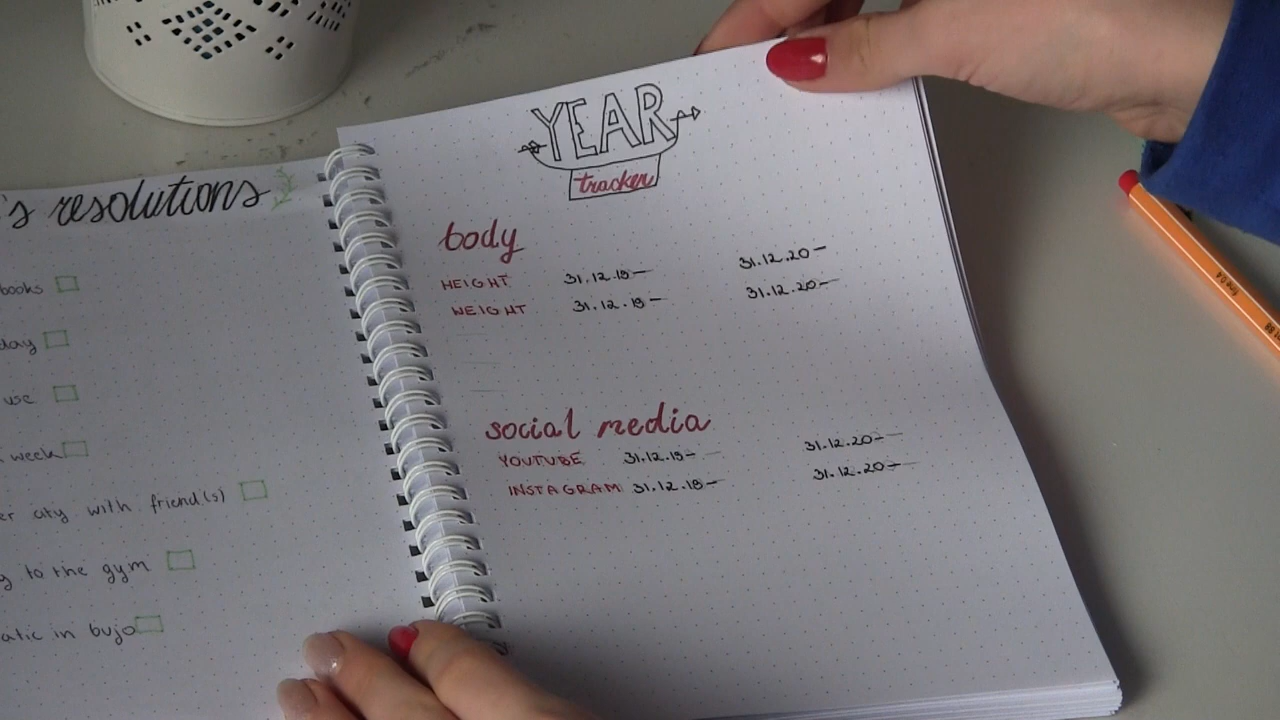 's resolutions
books
day
use
week
er city with friend(s)
g to the gym
atic in bujo
YEAR
tracker
body
HEIGHT 31.12.19- 31.12.20-
WEIGHT 31.12.19- 31.12.20-
social media
YOUTUBE 31.12.19- 31.12.20-
INSTAGRAM 31.12.19- 31.12.20-